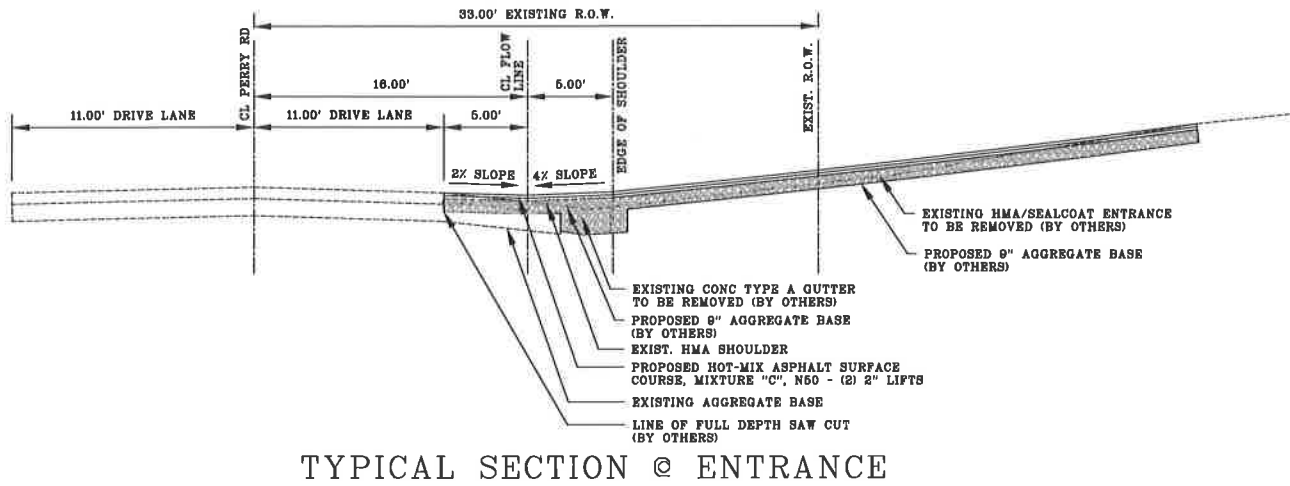 33.00' EXISTING R.O.W.
CL PERRY RD
CL FLOW
LINE
EDGE OF SHOULDER
EXIST. R.O.W.
16.00'
5.00'
11.00' DRIVE LANE
11.00' DRIVE LANE
5.00'
2% SLOPE
4% SLOPE
EXISTING HMA/SEALCOAT ENTRANCE
TO BE REMOVED (BY OTHERS)
PROPOSED 9" AGGREGATE BASE
(BY OTHERS)
EXISTING CONC TYPE A GUTTER
TO BE REMOVED (BY OTHERS)
PROPOSED 9" AGGREGATE BASE
(BY OTHERS)
EXIST. HMA SHOULDER
PROPOSED HOT-MIX ASPHALT SURFACE
COURSE, MIXTURE "C", N50 - (2) 2" LIFTS
EXISTING AGGREGATE BASE
LINE OF FULL DEPTH SAW CUT
(BY OTHERS)
TYPICAL SECTION @ ENTRANCE